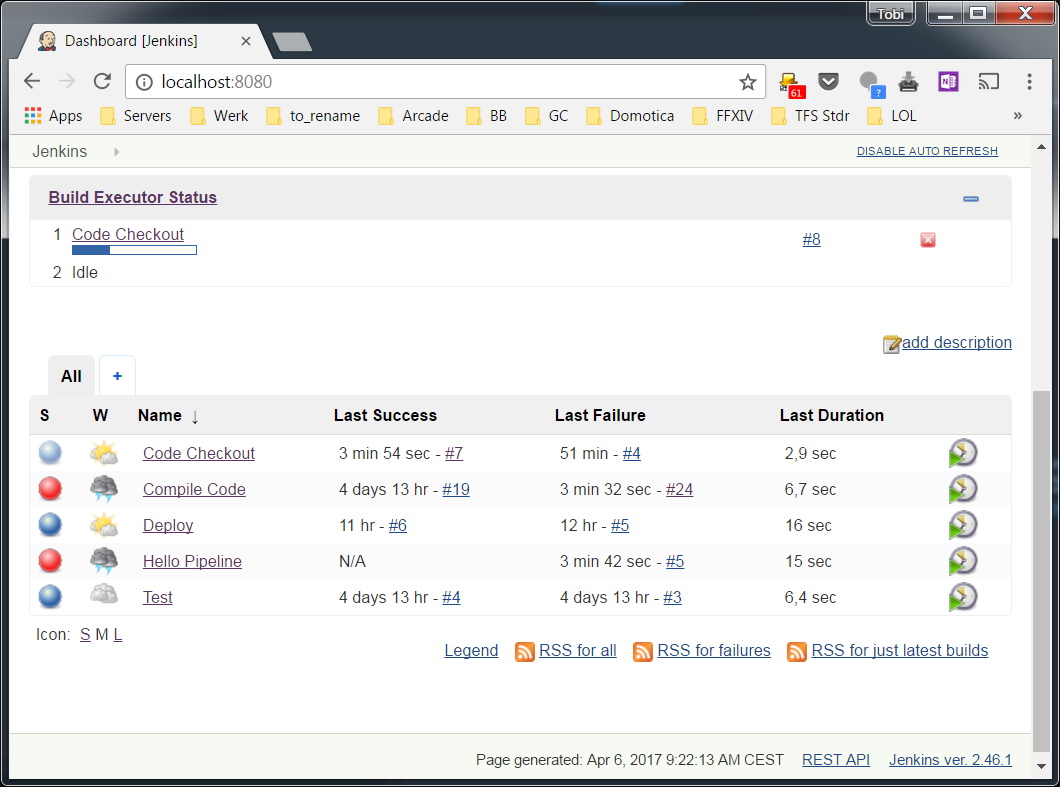 Tobi
Dashboard [Jenkins]
localhost:8080
61
?
Apps Servers Werk to_rename Arcade BB GC Domotica FFXIV TFS Stdr LOL »
Jenkins DISABLE AUTO REFRESH
Build Executor Status
1 Code Checkout #8
2 Idle
add description
All +
S W Name ↓ Last Success Last Failure Last Duration
Code Checkout 3 min 54 sec - #7 51 min - #4 2,9 sec
Compile Code 4 days 13 hr - #19 3 min 32 sec - #24 6,7 sec
Deploy 11 hr - #6 12 hr - #5 16 sec
Hello Pipeline N/A 3 min 42 sec - #5 15 sec
Test 4 days 13 hr - #4 4 days 13 hr - #3 6,4 sec
Icon: S M L
Legend RSS for all RSS for failures RSS for just latest builds
Page generated: Apr 6, 2017 9:22:13 AM CEST REST API Jenkins ver. 2.46.1